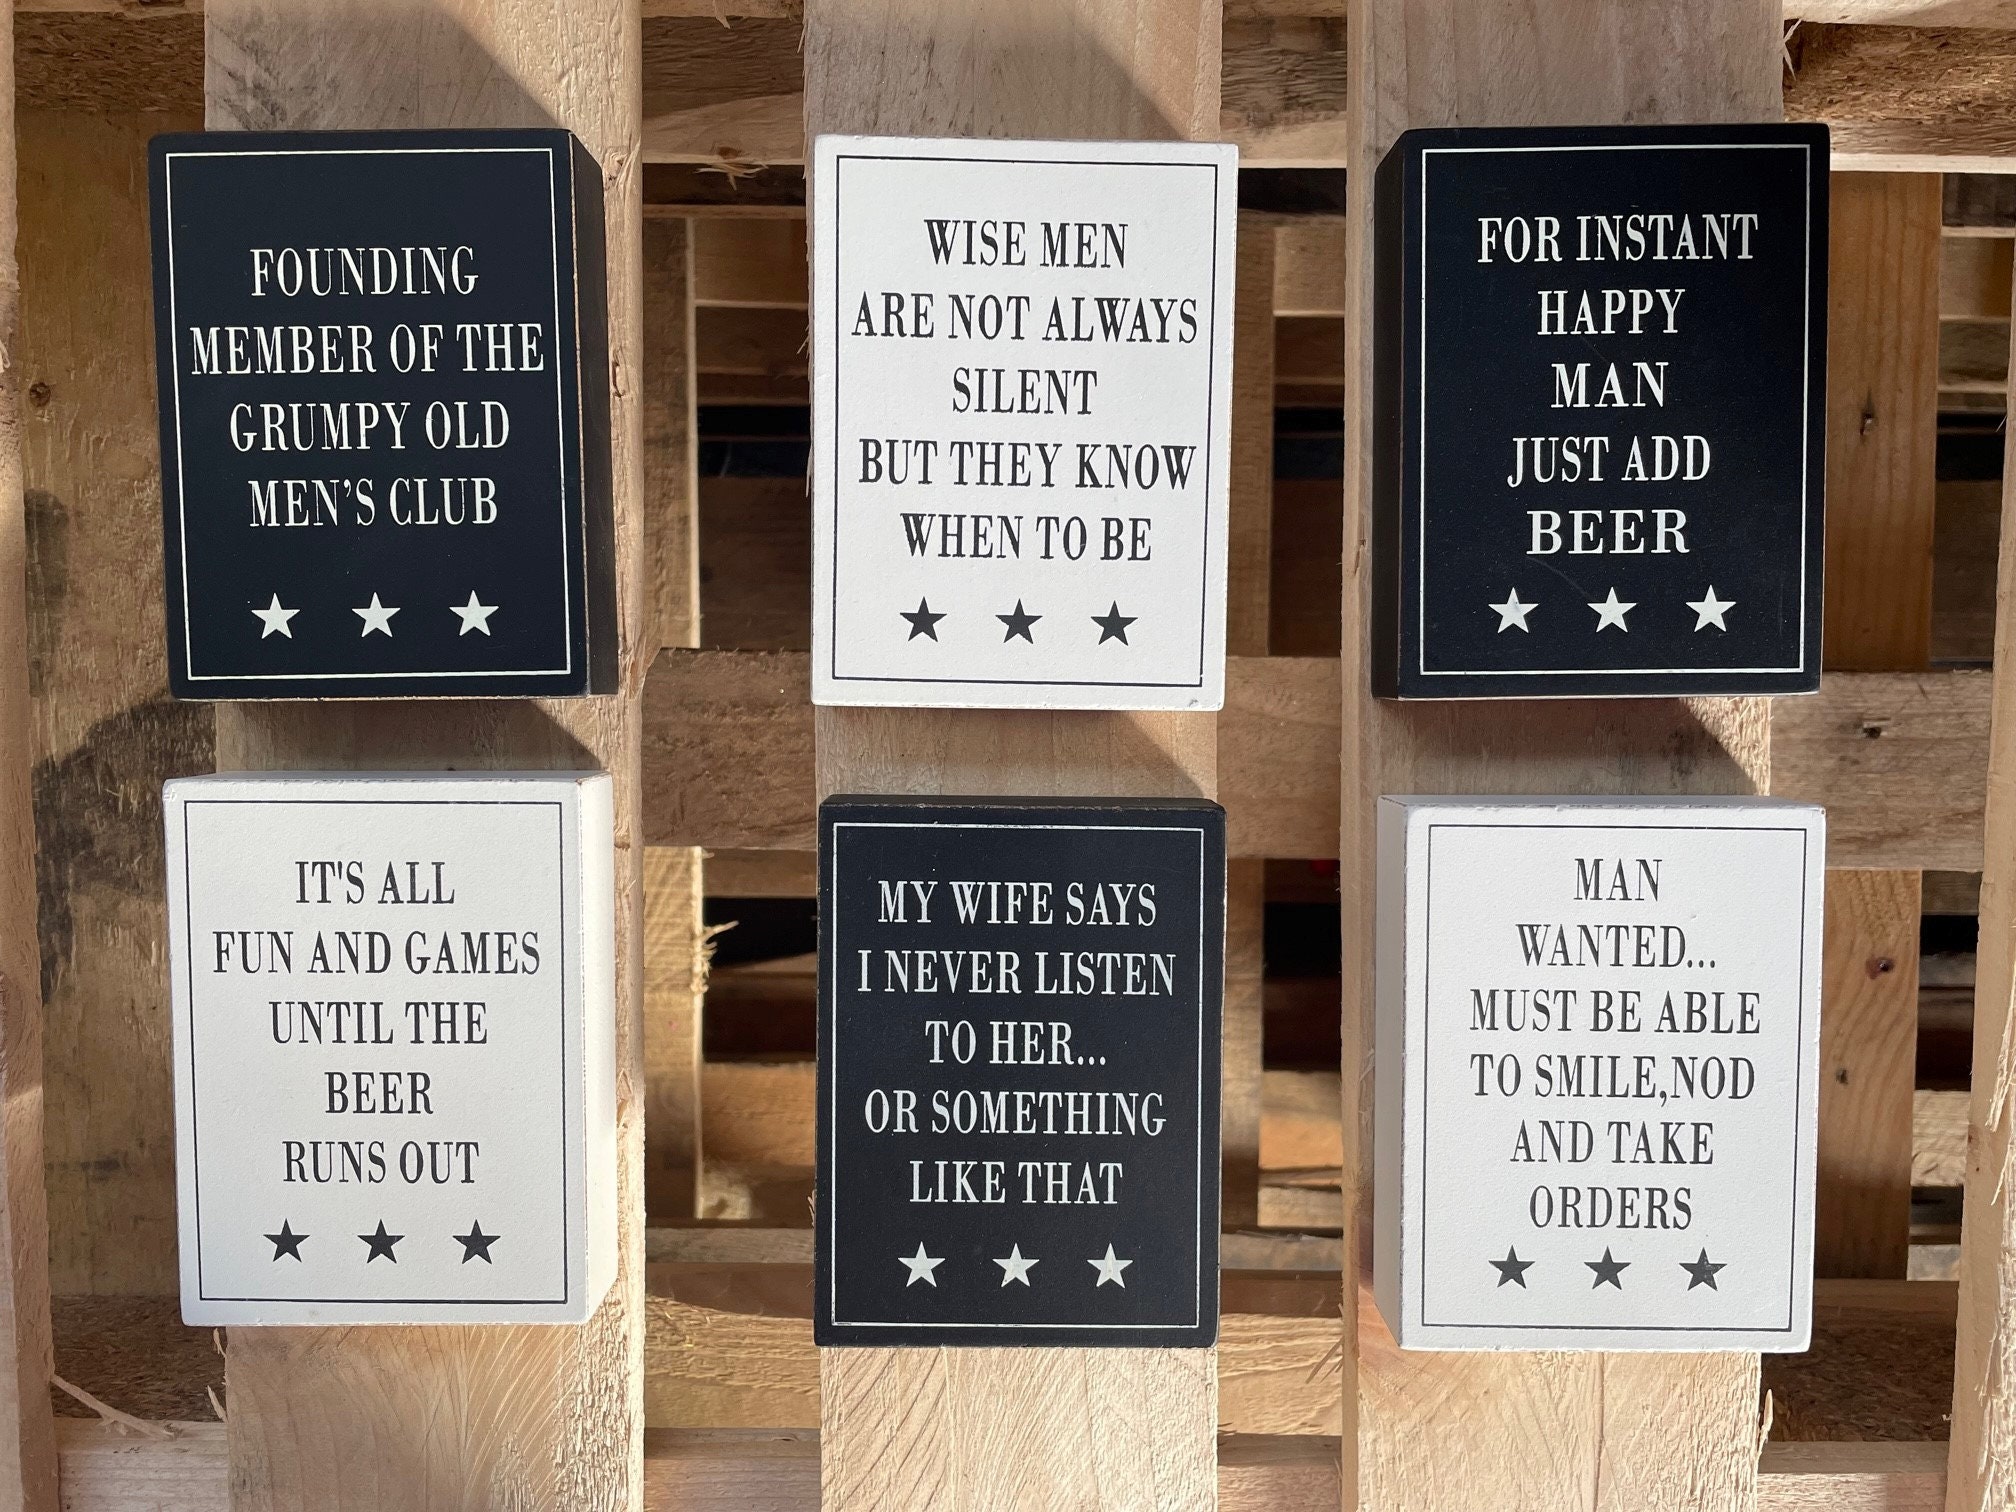 FOUNDING
MEMBER OF THE
GRUMPY OLD
MEN'S CLUB
WISE MEN
ARE NOT ALWAYS
SILENT
BUT THEY KNOW
WHEN TO BE
FOR INSTANT
HAPPY
MAN
JUST ADD
BEER
IT'S ALL
FUN AND GAMES
UNTIL THE
BEER
RUNS OUT
MY WIFE SAYS
I NEVER LISTEN
TO HER...
OR SOMETHING
LIKE THAT
MAN
WANTED...
MUST BE ABLE
TO SMILE,NOD
AND TAKE
ORDERS